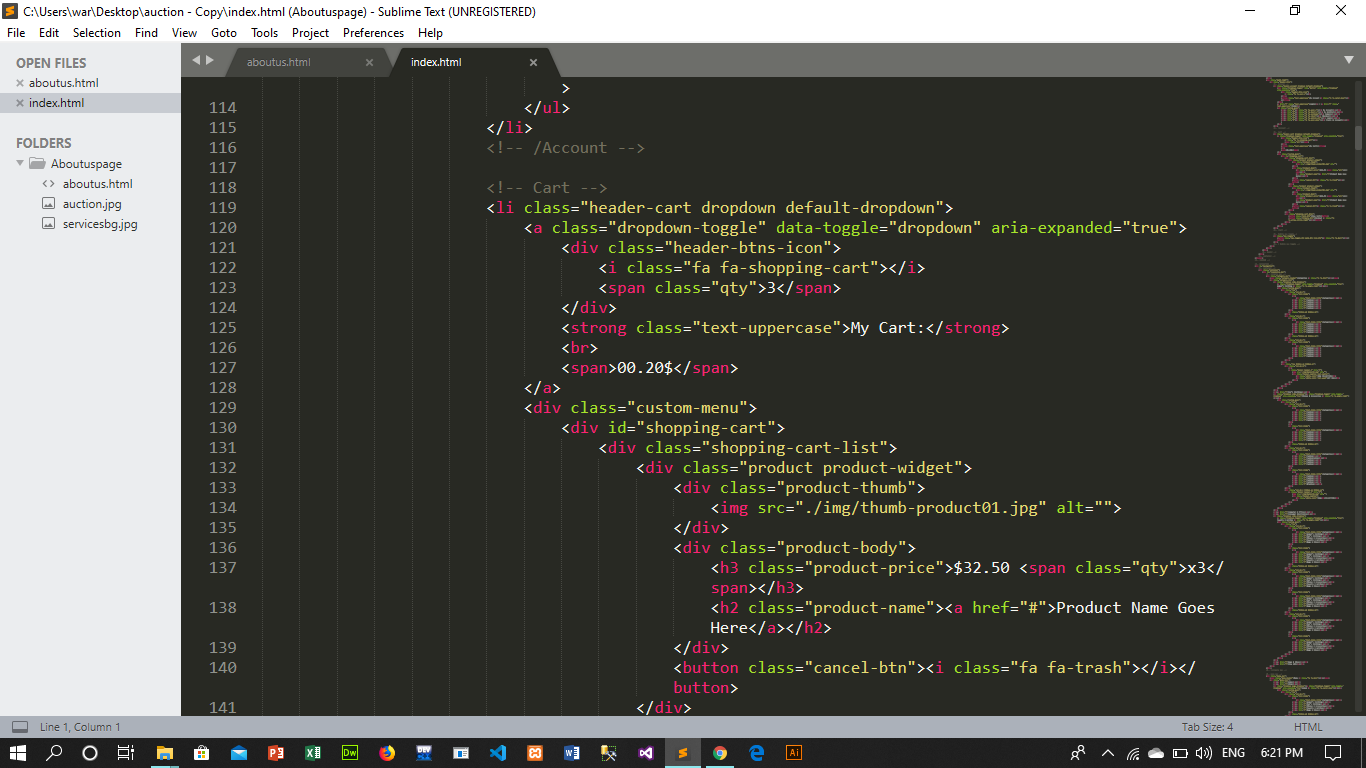 C:\Users\war\Desktop\auction - Copy\index.html (Aboutuspage) - Sublime Text (UNREGISTERED)
File Edit Selection Find View Goto Tools Project Preferences Help
OPEN FILES
aboutus.html
index.html
FOLDERS
Aboutuspage
aboutus.html
auction.jpg
servicesbg.jpg
aboutus.html index.html
>
114 </ul>
115 </li>
116 <!-- /Account -->
117
118 <!-- Cart -->
119 <li class="header-cart dropdown default-dropdown">
120 <a class="dropdown-toggle" data-toggle="dropdown" aria-expanded="true">
121 <div class="header-btns-icon">
122 <i class="fa fa-shopping-cart"></i>
123 <span class="qty">3</span>
124 </div>
125 <strong class="text-uppercase">My Cart:</strong>
126 <br>
127 <span>00.20$</span>
128 </a>
129 <div class="custom-menu">
130 <div id="shopping-cart">
131 <div class="shopping-cart-list">
132 <div class="product product-widget">
133 <div class="product-thumb">
134 <img src="./img/thumb-product01.jpg" alt="">
135 </div>
136 <div class="product-body">
137 <h3 class="product-price">$32.50 <span class="qty">x3</
span></h3>
138 <h2 class="product-name"><a href="#">Product Name Goes
Here</a></h2>
139 </div>
140 <button class="cancel-btn"><i class="fa fa-trash"></i></
button>
141 </div>
Line 1, Column 1
Tab Size: 4 HTML
ENG 6:21 PM